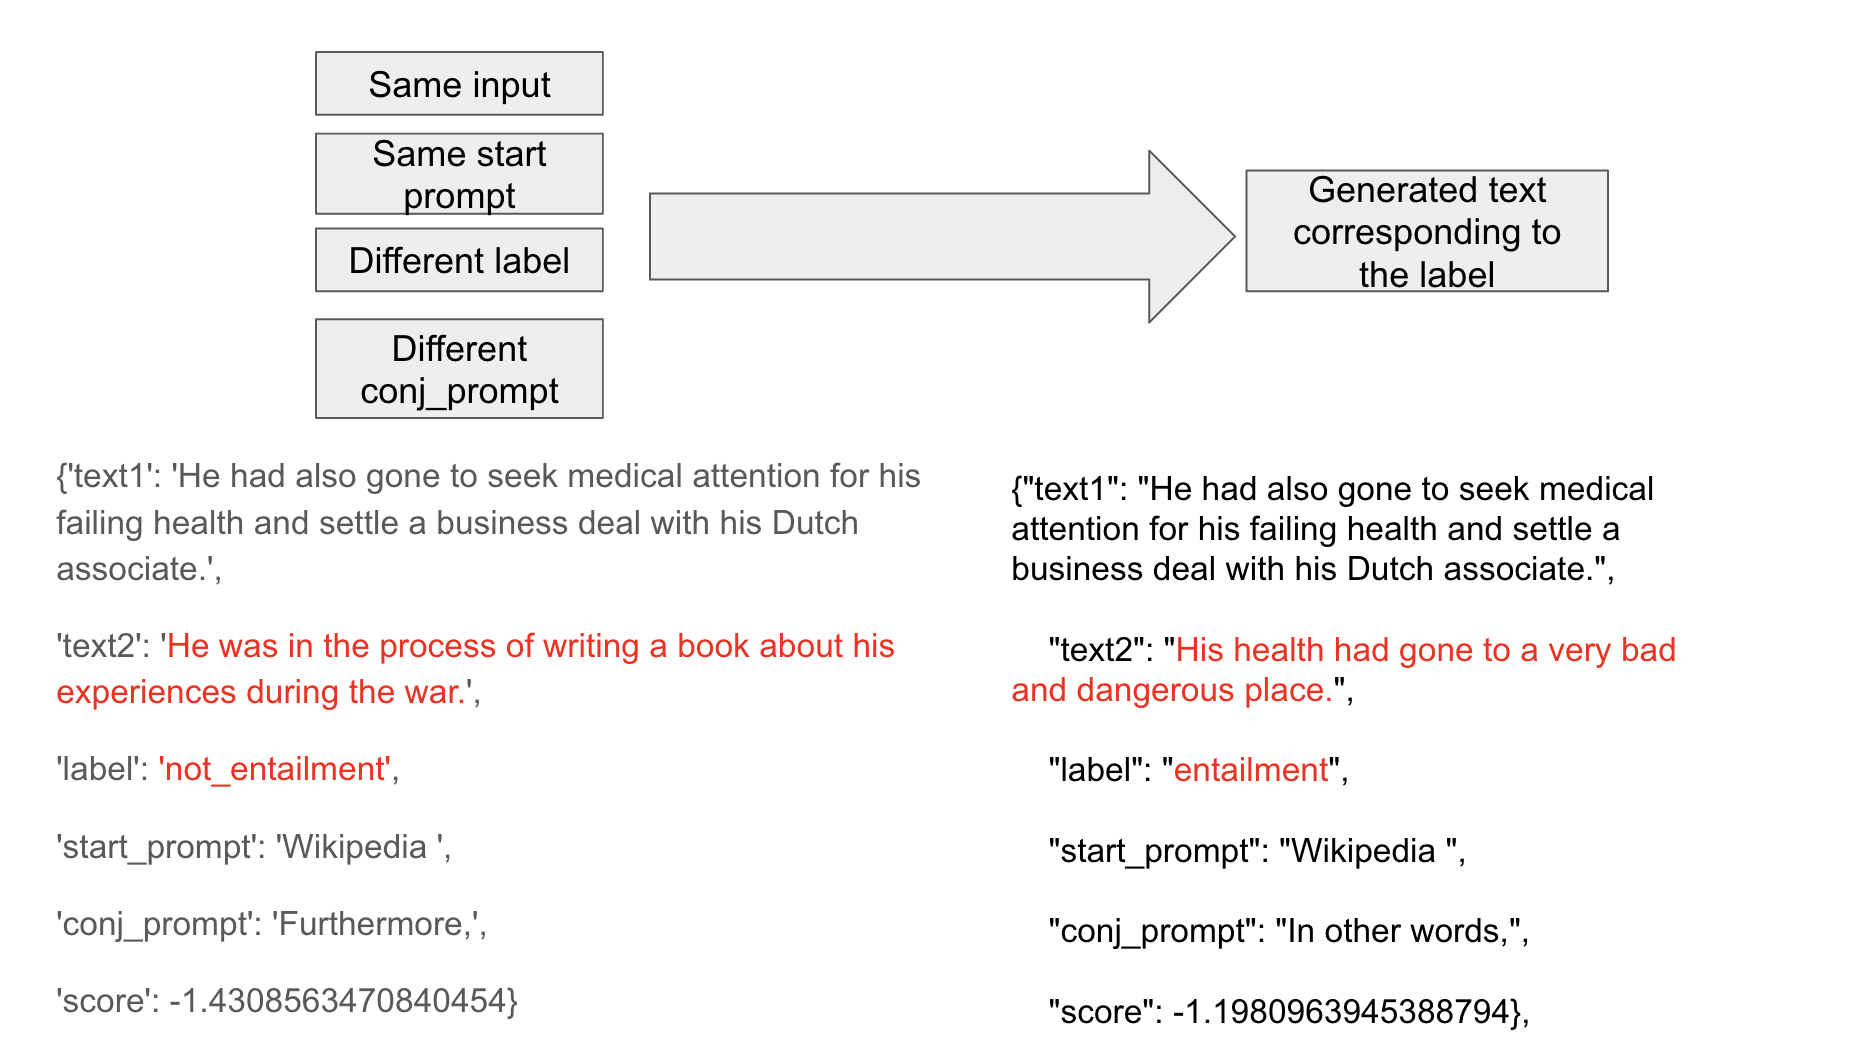 Same input
Same start
prompt
Different label
Different
conj_prompt
Generated text
corresponding to
the label
{'text1': 'He had also gone to seek medical attention for his
failing health and settle a business deal with his Dutch
associate.',
'text2': 'He was in the process of writing a book about his
experiences during the war.',
'label': 'not_entailment',
'start_prompt': 'Wikipedia ',
'conj_prompt': 'Furthermore,',
'score': -1.4308563470840454}
{"text1": "He had also gone to seek medical
attention for his failing health and settle a
business deal with his Dutch associate.",
"text2": "His health had gone to a very bad
and dangerous place.",
"label": "entailment",
"start_prompt": "Wikipedia ",
"conj_prompt": "In other words,",
"score": -1.1980963945388794},